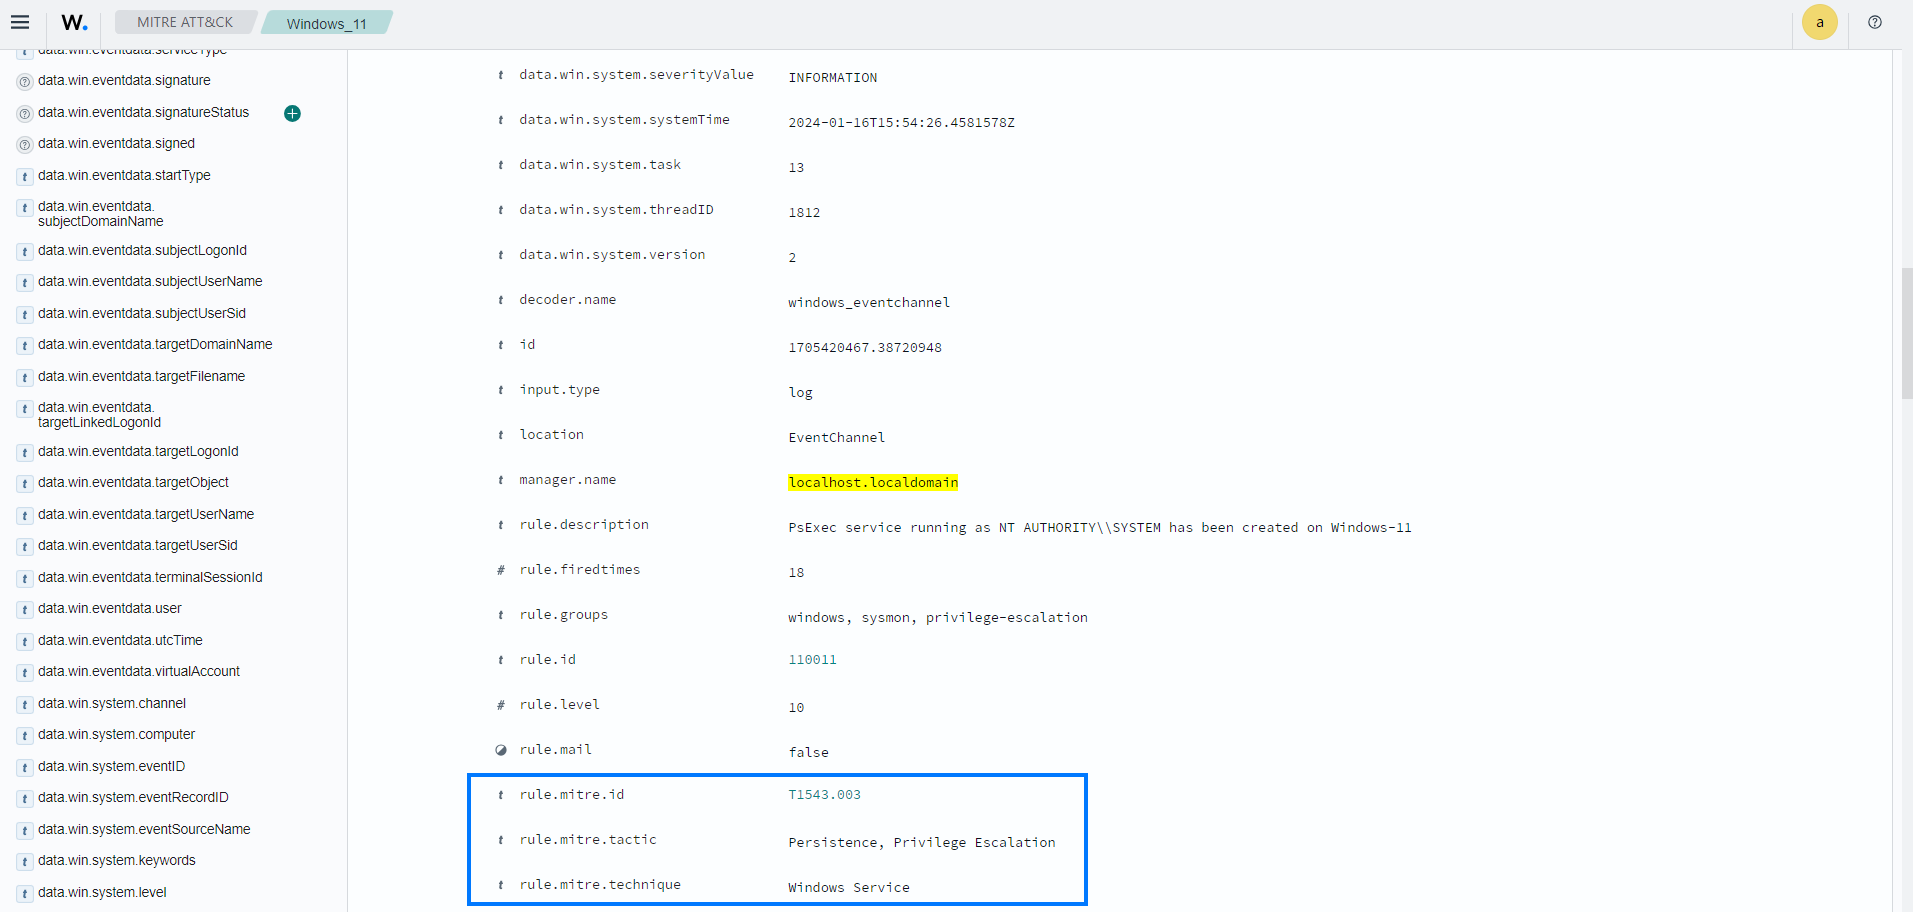 W.
MITRE ATT&CK
Windows_11
a
data.win.eventdata.serviceType
data.win.eventdata.signature
data.win.eventdata.signatureStatus
data.win.eventdata.signed
data.win.eventdata.startType
data.win.eventdata.
subjectDomainName
data.win.eventdata.subjectLogonId
data.win.eventdata.subjectUserName
data.win.eventdata.subjectUserSid
data.win.eventdata.targetDomainName
data.win.eventdata.targetFilename
data.win.eventdata.
targetLinkedLogonId
data.win.eventdata.targetLogonId
data.win.eventdata.targetObject
data.win.eventdata.targetUserName
data.win.eventdata.targetUserSid
data.win.eventdata.terminalSessionId
data.win.eventdata.user
data.win.eventdata.utcTime
data.win.eventdata.virtualAccount
data.win.system.channel
data.win.system.computer
data.win.system.eventID
data.win.system.eventRecordID
data.win.system.eventSourceName
data.win.system.keywords
data.win.system.level
t data.win.system.severityValue INFORMATION
t data.win.system.systemTime 2024-01-16T15:54:26.4581578Z
t data.win.system.task 13
t data.win.system.threadID 1812
t data.win.system.version 2
t decoder.name windows_eventchannel
t id 1705420467.38720948
t input.type log
t location EventChannel
t manager.name localhost.localdomain
t rule.description PsExec service running as NT AUTHORITY\\SYSTEM has been created on Windows-11
# rule.firedtimes 18
t rule.groups windows, sysmon, privilege-escalation
t rule.id 110011
# rule.level 10
rule.mail false
t rule.mitre.id T1543.003
t rule.mitre.tactic Persistence, Privilege Escalation
t rule.mitre.technique Windows Service